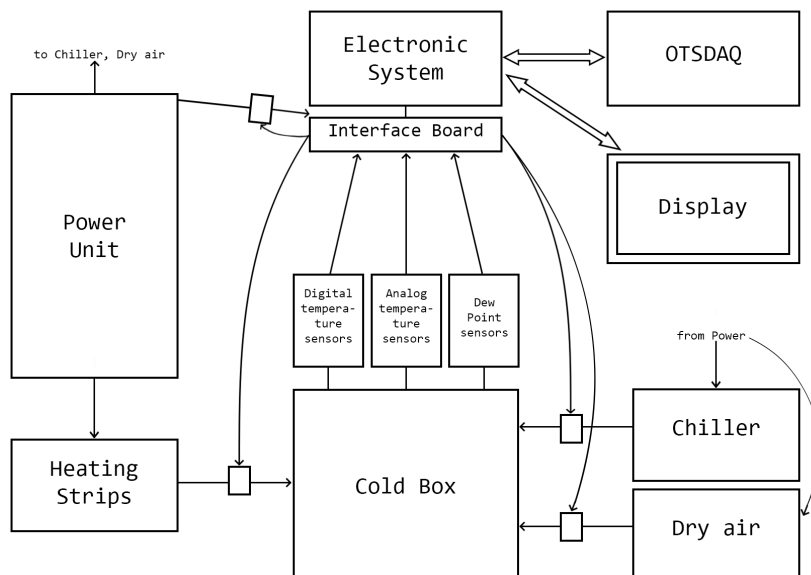 to Chiller, Dry air
Electronic
System
OTSDAQ
Interface Board
Power
Unit
Display
Digital
tempera-
ture
sensors
Analog
tempera-
ture
sensors
Dew
Point
sensors
from Power
Chiller
Heating
Strips
Cold Box
Dry air